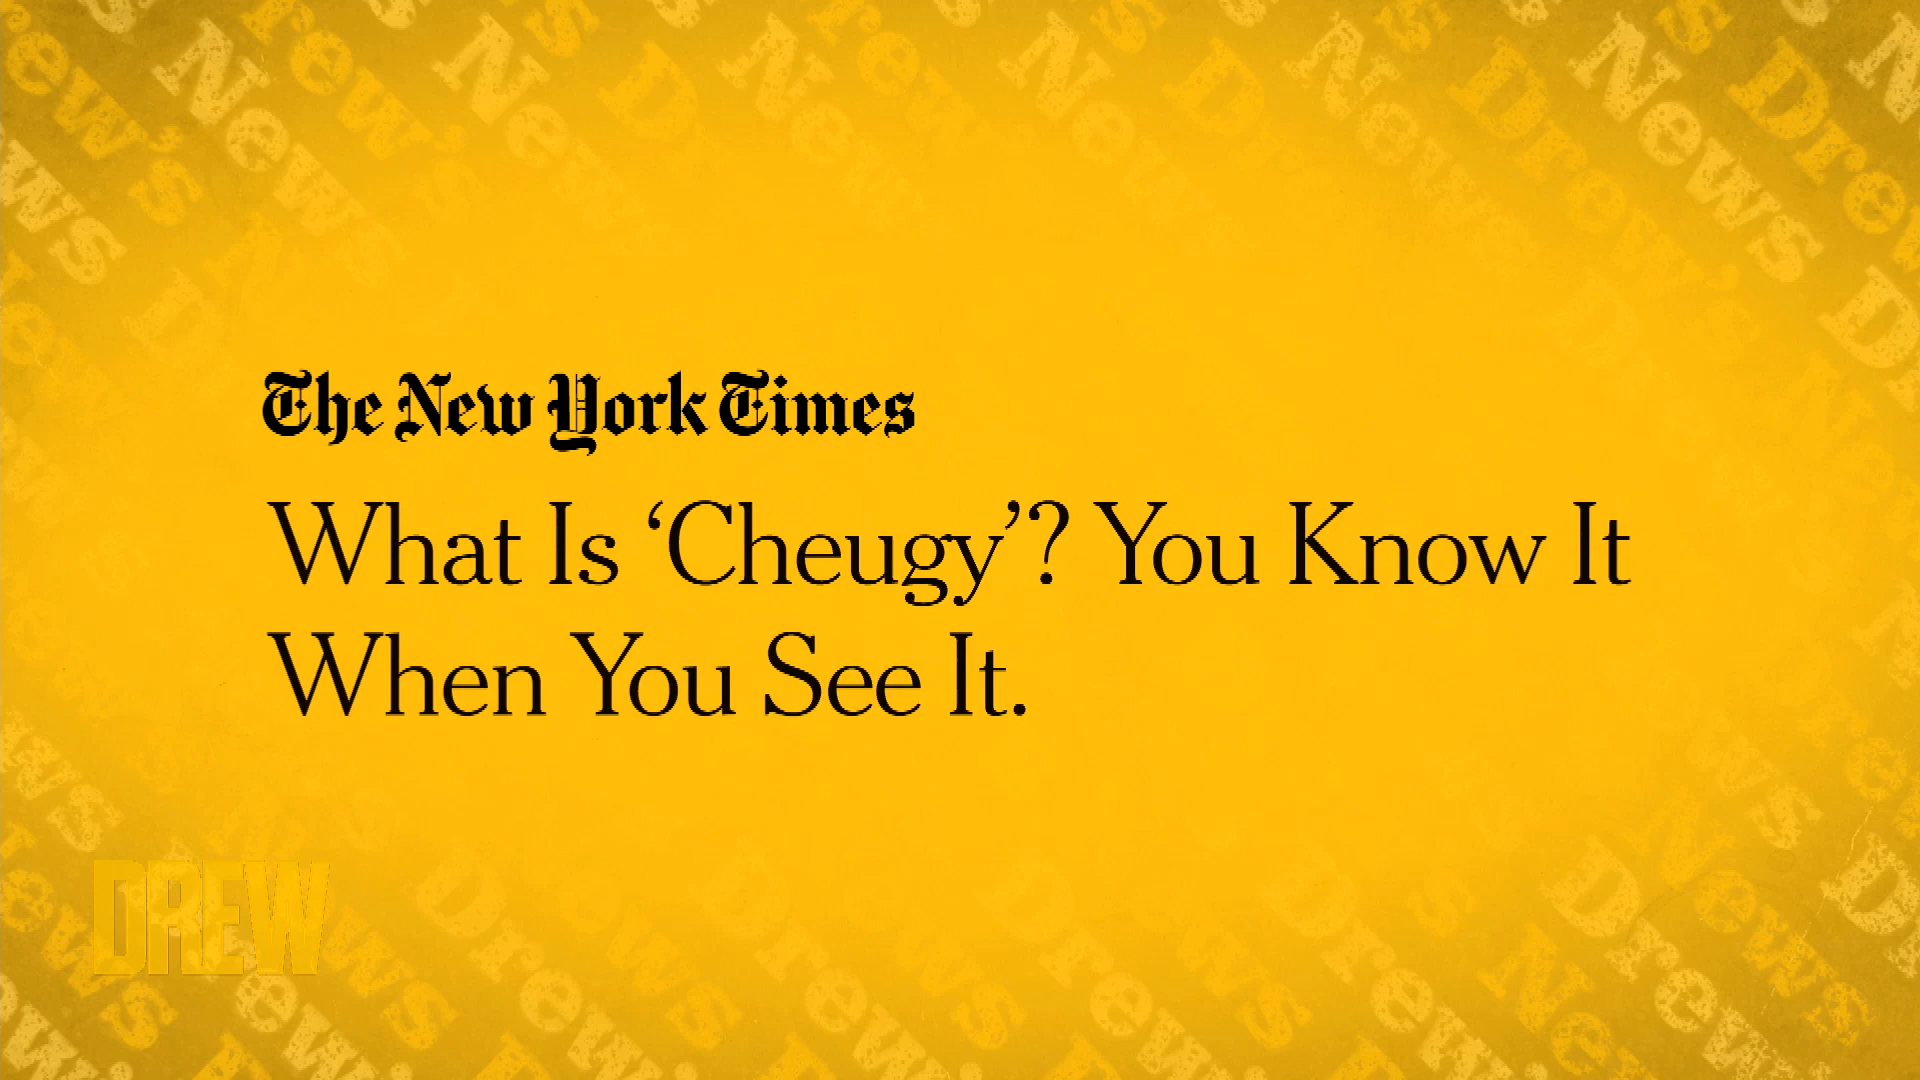 The New York Times
What Is ‘Cheugy’? You Know It
When You See It.
DREW